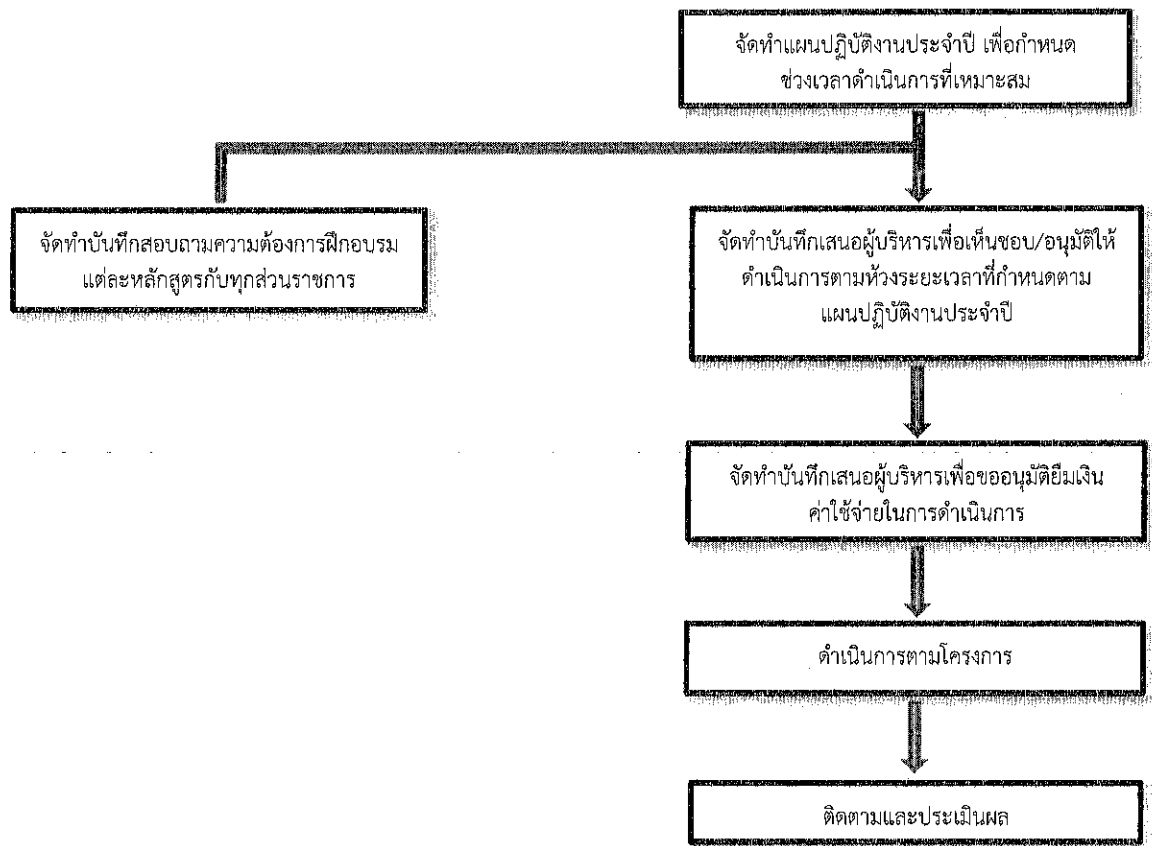 จัดทำแผนปฏิบัติงานประจำปี เพื่อกำหนด
ช่วงเวลาดำเนินการที่เหมาะสม
จัดทำบันทึกสอบถามความต้องการฝึกอบรม
แต่ละหลักสูตรกับทุกส่วนราชการ
จัดทำบันทึกเสนอผู้บริหารเพื่อเห็นชอบ/อนุมัติให้
ดำเนินการตามห้วงระยะเวลาที่กำหนดตาม
แผนปฏิบัติงานประจำปี
จัดทำบันทึกเสนอผู้บริหารเพื่อขออนุมัติยืมเงิน
ค่าใช้จ่ายในการดำเนินการ
ดำเนินการตามโครงการ
ติดตามและประเมินผล